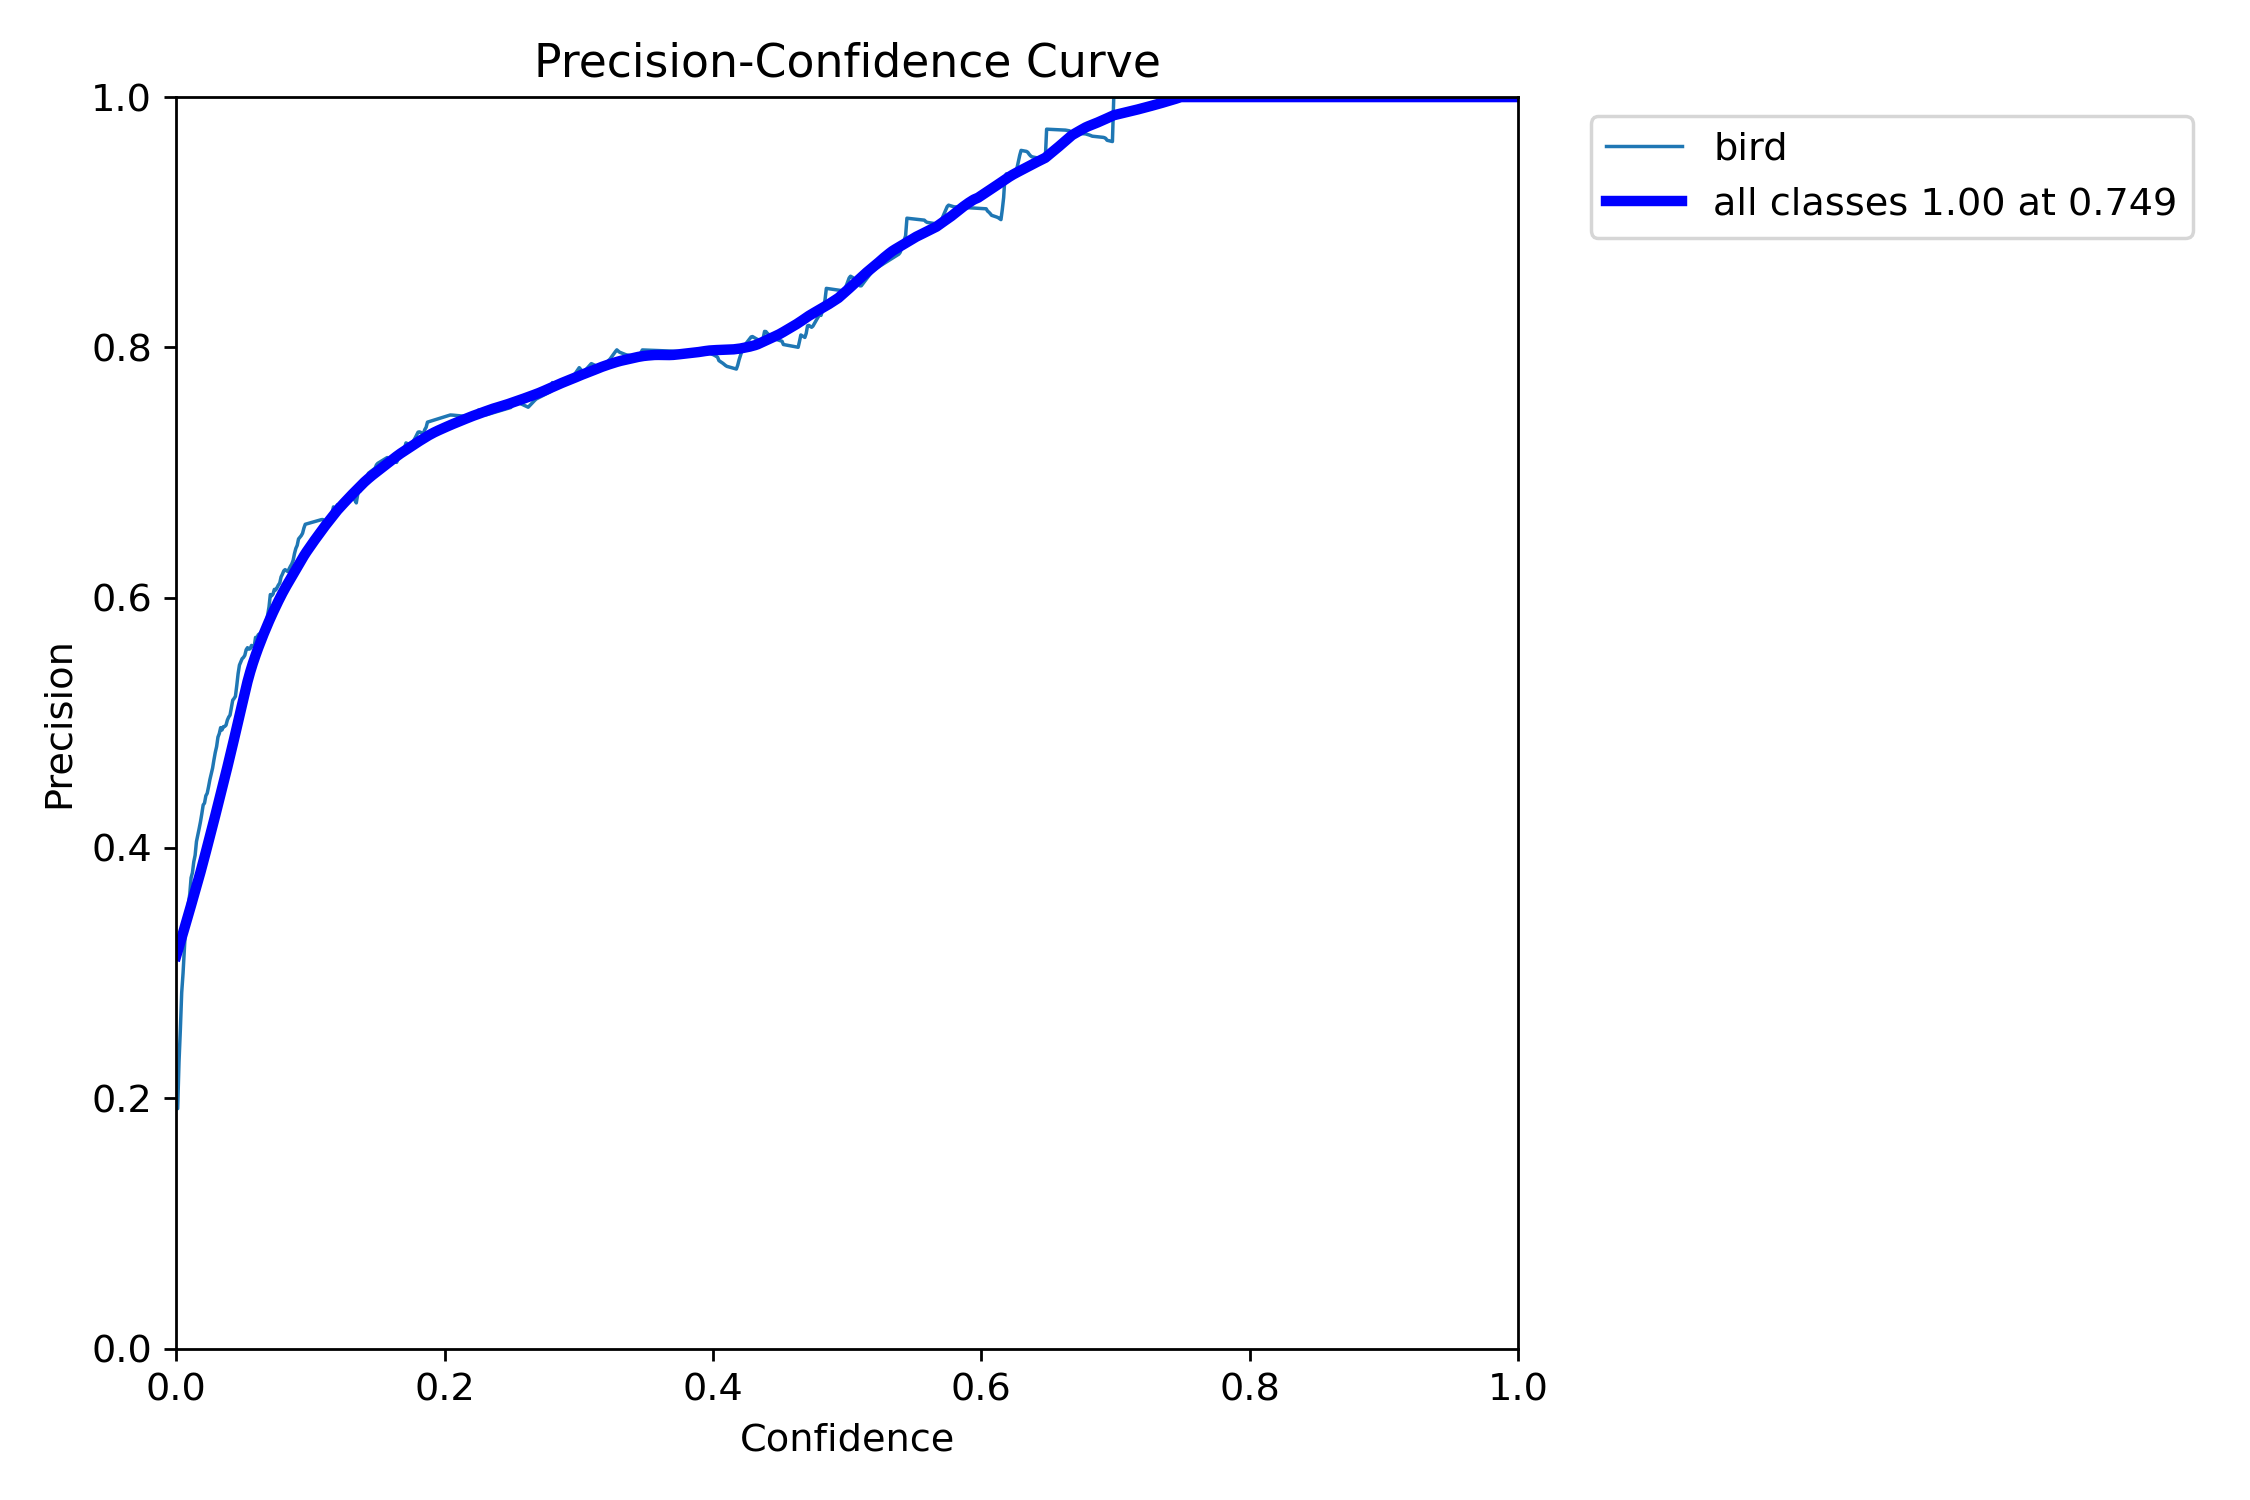 Precision-Confidence Curve
1.0
0.8
0.6
0.4
0.2
0.0
Precision
0.0 0.2 0.4 0.6 0.8 1.0
Confidence
bird
all classes 1.00 at 0.749